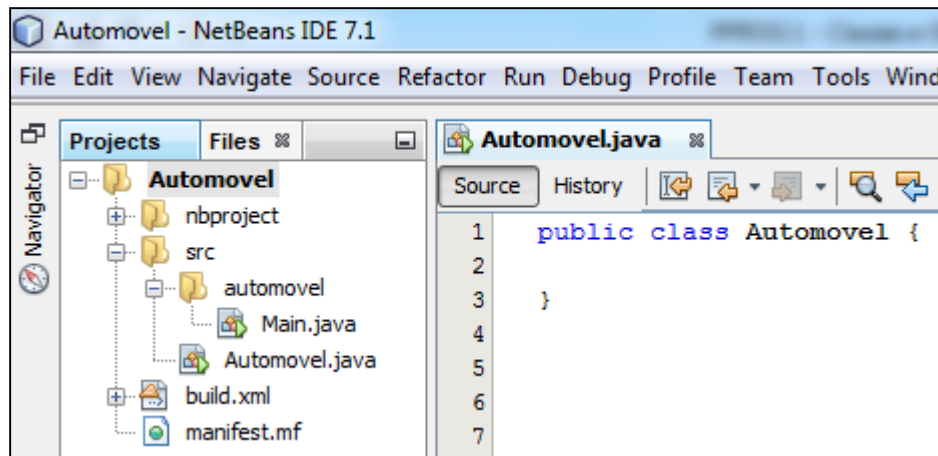 Automovel - NetBeans IDE 7.1
File Edit View Navigate Source Refactor Run Debug Profile Team Tools
Navigator
Projects Files
Automovel
nbproject
src
automovel
Main.java
Automovel.java
build.xml
manifest.mf
Automovel.java
Source History
1 public class Automovel {
2
3 }
4
5
6
7